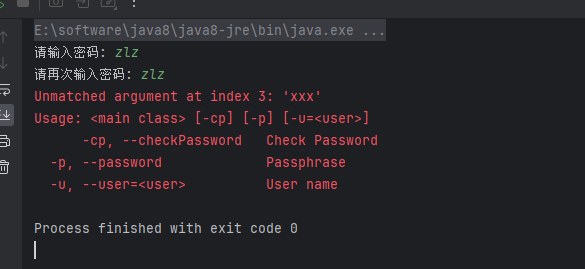 E:\software\java8\java8-jre\bin\java.exe ...
请输入密码: zlz
请再次输入密码: zlz
Unmatched argument at index 3: 'xxx'
Usage: <main class> [-cp] [-p] [-u=<user>]
      -cp, --checkPassword   Check Password
  -p, --password             Passphrase
  -u, --user=<user>          User name
Process finished with exit code 0